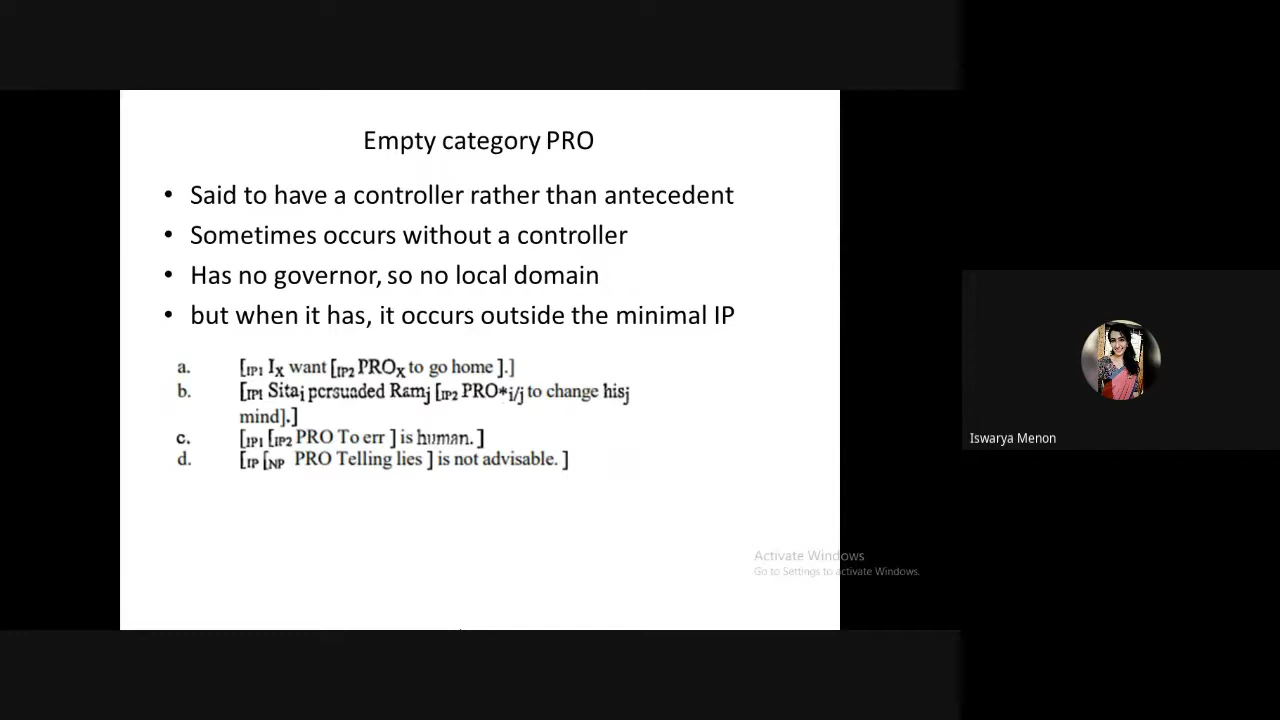 Empty category PRO
• Said to have a controller rather than antecedent
• Sometimes occurs without a controller
• Has no governor, so no local domain
• but when it has, it occurs outside the minimal IP
a. [IP1 IX want [IP2 PROX to go home ].]
b. [IP1 Sitai persuaded Ramj [IP2 PRO*i/j to change hisj
mind].]
c. [IP1 [IP2 PRO To err ] is human. ]
d. [IP [NP PRO Telling lies ] is not advisable. ]
Iswarya Menon
Activate Windows
Go to Settings to activate Windows.